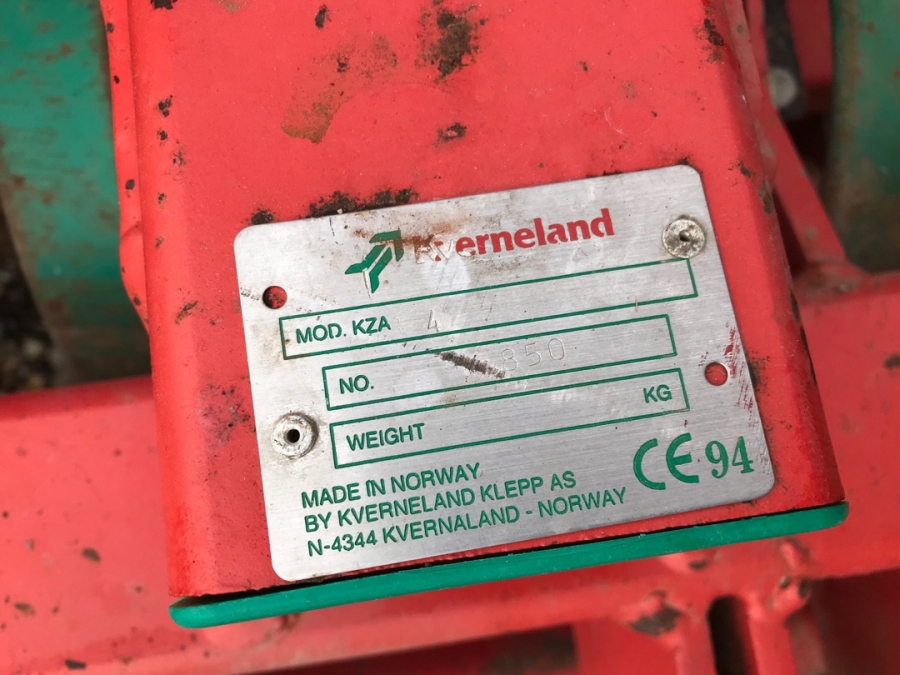 Kverneland
MOD. KZA 4
NO. 350
WEIGHT KG
MADE IN NORWAY
BY KVERNELAND KLEPP AS
N-4344 KVERNALAND - NORWAY
CE 94